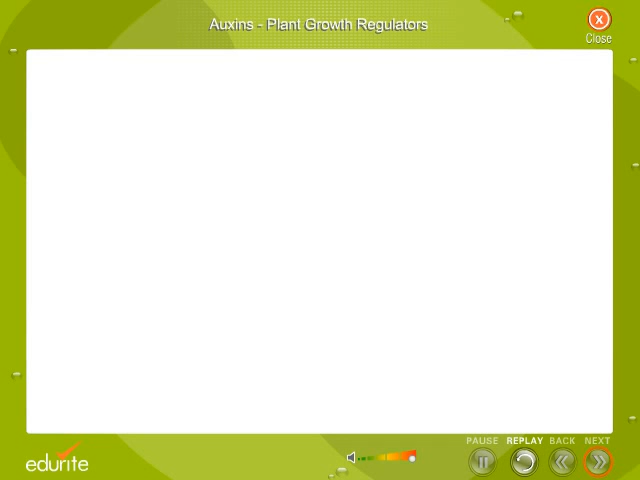 Auxins - Plant Growth Regulators
X
Close
PAUSE REPLAY BACK NEXT
edurite